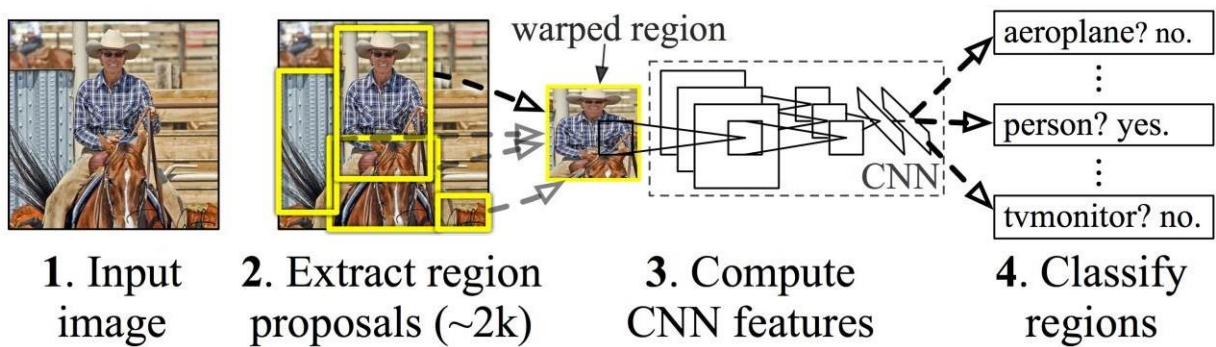 warped region
aeroplane? no.
person? yes.
CNN
tvmonitor? no.
1. Input
image
2. Extract region
proposals (~2k)
3. Compute
CNN features
4. Classify
regions